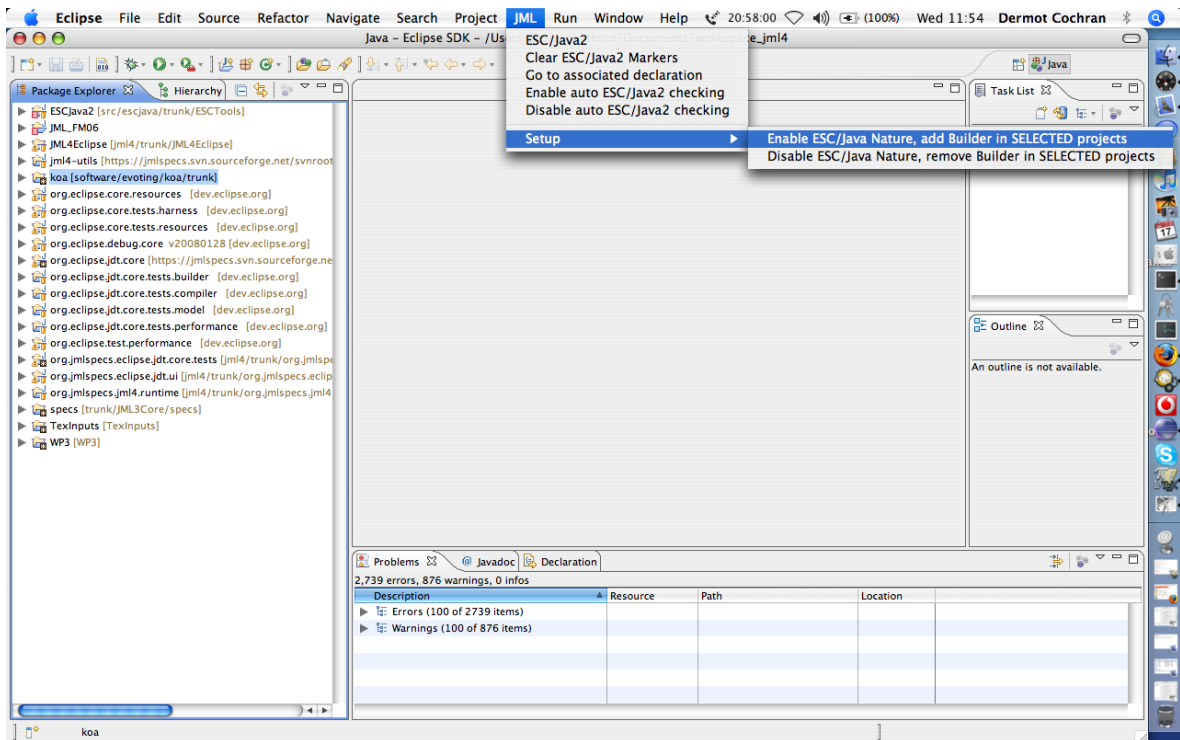 Eclipse File Edit Source Refactor Navigate Search Project JML Run Window Help 20:58:00 (100%) Wed 11:54 Dermot Cochran
Java – Eclipse SDK – /Us
e_jml4
ESC/Java2
Clear ESC/Java2 Markers
Go to associated declaration
Enable auto ESC/Java2 checking
Disable auto ESC/Java2 checking
Setup
Enable ESC/Java Nature, add Builder in SELECTED projects
Disable ESC/Java Nature, remove Builder in SELECTED projects
Java
Package Explorer Hierarchy
ESCJava2 [src/escjava/trunk/ESCTools]
JML_FM06
JML4Eclipse [jml4/trunk/JML4Eclipse]
jml4-utils [https://jmlspecs.svn.sourceforge.net/svnroot
koa [software/evoting/koa/trunk]
org.eclipse.core.resources [dev.eclipse.org]
org.eclipse.core.tests.harness [dev.eclipse.org]
org.eclipse.core.tests.resources [dev.eclipse.org]
org.eclipse.debug.core v20080128 [dev.eclipse.org]
org.eclipse.jdt.core [https://jmlspecs.svn.sourceforge.ne
org.eclipse.jdt.core.tests.builder [dev.eclipse.org]
org.eclipse.jdt.core.tests.compiler [dev.eclipse.org]
org.eclipse.jdt.core.tests.model [dev.eclipse.org]
org.eclipse.jdt.core.tests.performance [dev.eclipse.org]
org.eclipse.test.performance [dev.eclipse.org]
org.jmlspecs.eclipse.jdt.core.tests [jml4/trunk/org.jmlspe
org.jmlspecs.eclipse.jdt.ui [jml4/trunk/org.jmlspecs.eclip
org.jmlspecs.jml4.runtime [jml4/trunk/org.jmlspecs.jml4
specs [trunk/JML3Core/specs]
TexInputs [TexInputs]
WP3 [WP3]
Task List
Outline
An outline is not available.
Problems @ Javadoc Declaration
2,739 errors, 876 warnings, 0 infos
Description Resource Path Location
Errors (100 of 2739 items)
Warnings (100 of 876 items)
koa
17